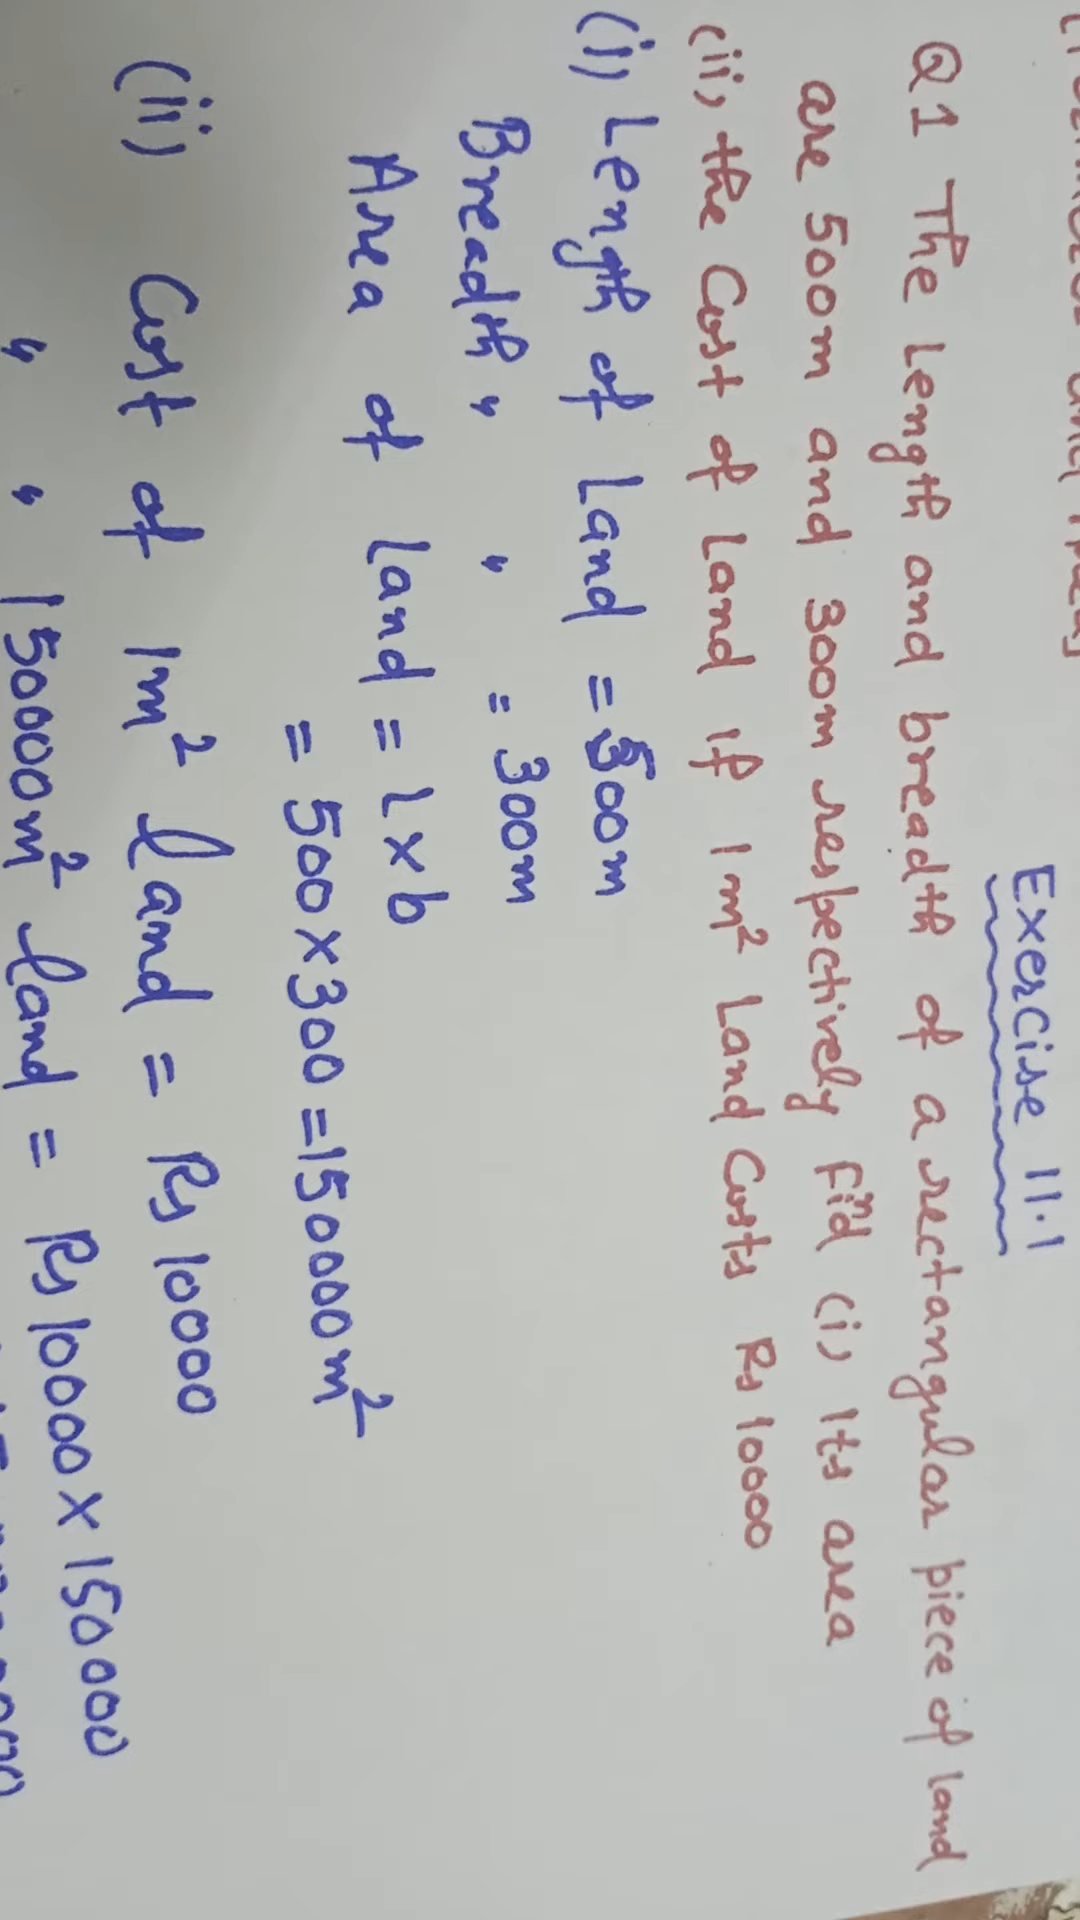 Exercise 11.1
Q1 The Length and breadth of a rectangular piece of land
are 500m and 300m respectively Find (i) Its area
(ii) the Cost of Land if 1m² Land Costs Rs 10000
(i) Length of Land = 500m
Breadth " " = 300m
Area of Land = L x b
= 500 x 300 = 150000m²
(ii) Cost of 1m² land = Rs 10000
" " 150000m² land = Rs 10000 x 150000